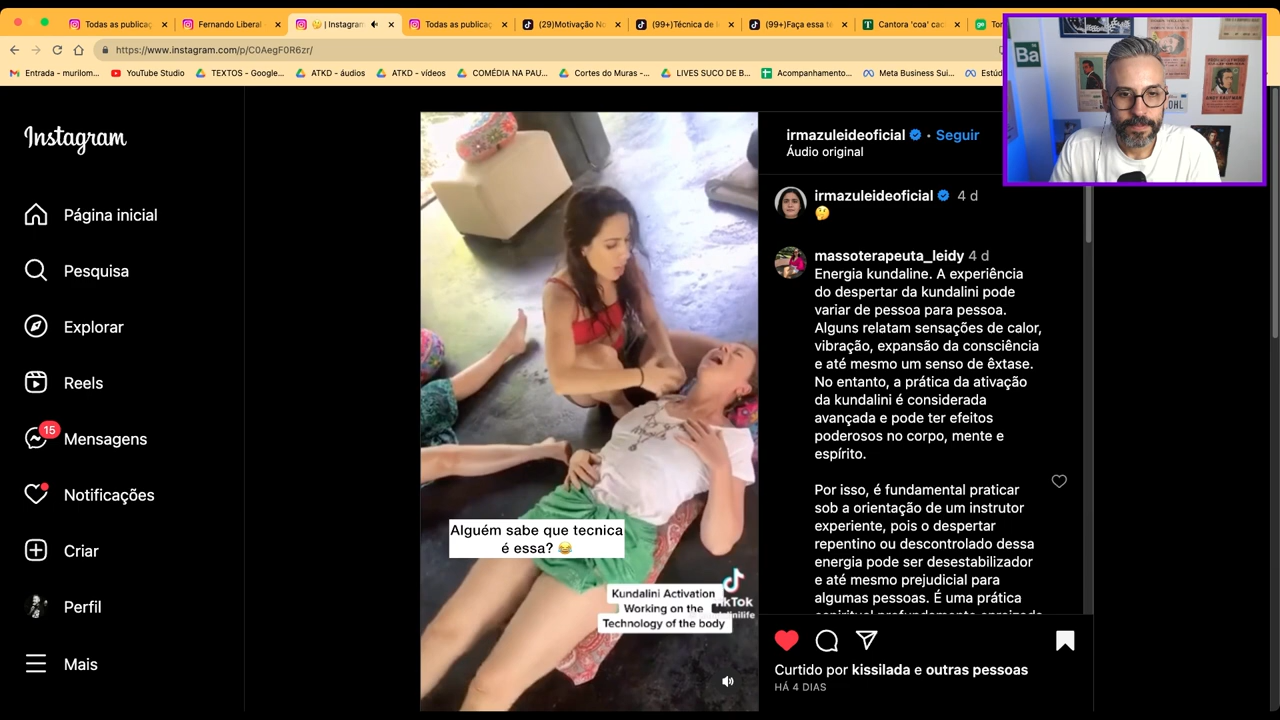 Todas as publicaç
Fernando Liberal
🤔 | Instagram
Todas as publicaç
(29)Motivação No
(99+)Técnica de
(99+)Faça essa té
Cantora 'coa' cac
https://www.instagram.com/p/C0AegF0R6zr/
Entrada - murilom...
YouTube Studio
TEXTOS - Google...
ATKD - áudios
ATKD - vídeos
COMÉDIA NA PAU...
Cortes do Muras -...
LIVES SUCO DE B...
Acompanhamento...
Meta Business Sui...
Ba
Instagram
Página inicial
Pesquisa
Explorar
Reels
15
Mensagens
Notificações
Criar
Perfil
Mais
Alguém sabe que tecnica
é essa? 😂
Kundalini Activation
Working on the
Technology of the body
irmazuleideoficial • Seguir
Áudio original
irmazuleideoficial 4 d
🤔
massoterapeuta_leidy 4 d
Energia kundaline. A experiência
do despertar da kundalini pode
variar de pessoa para pessoa.
Alguns relatam sensações de calor,
vibração, expansão da consciência
e até mesmo um senso de êxtase.
No entanto, a prática da ativação
da kundalini é considerada
avançada e pode ter efeitos
poderosos no corpo, mente e
espírito.
Por isso, é fundamental praticar
sob a orientação de um instrutor
experiente, pois o despertar
repentino ou descontrolado dessa
energia pode ser desestabilizador
e até mesmo prejudicial para
algumas pessoas. É uma prática
Curtido por kissilada e outras pessoas
HÁ 4 DIAS